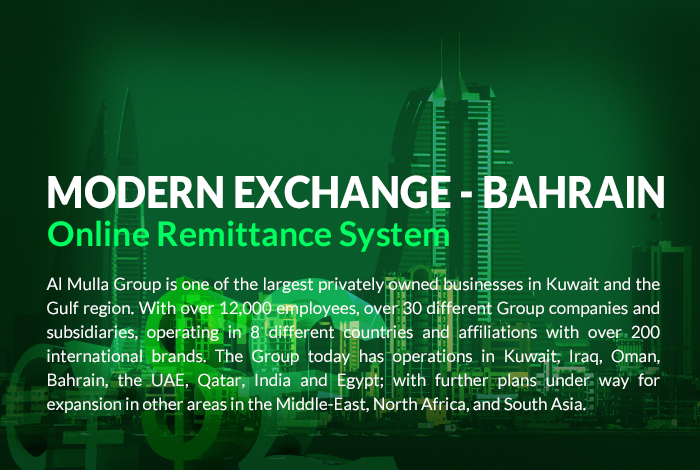 MODERN EXCHANGE - BAHRAIN
Online Remittance System
Al Mulla Group is one of the largest privately owned businesses in Kuwait and the
Gulf region. With over 12,000 employees, over 30 different Group companies and
subsidiaries, operating in 8 different countries and affiliations with over 200
international brands. The Group today has operations in Kuwait, Iraq, Oman,
Bahrain, the UAE, Qatar, India and Egypt; with further plans under way for
expansion in other areas in the Middle-East, North Africa, and South Asia.